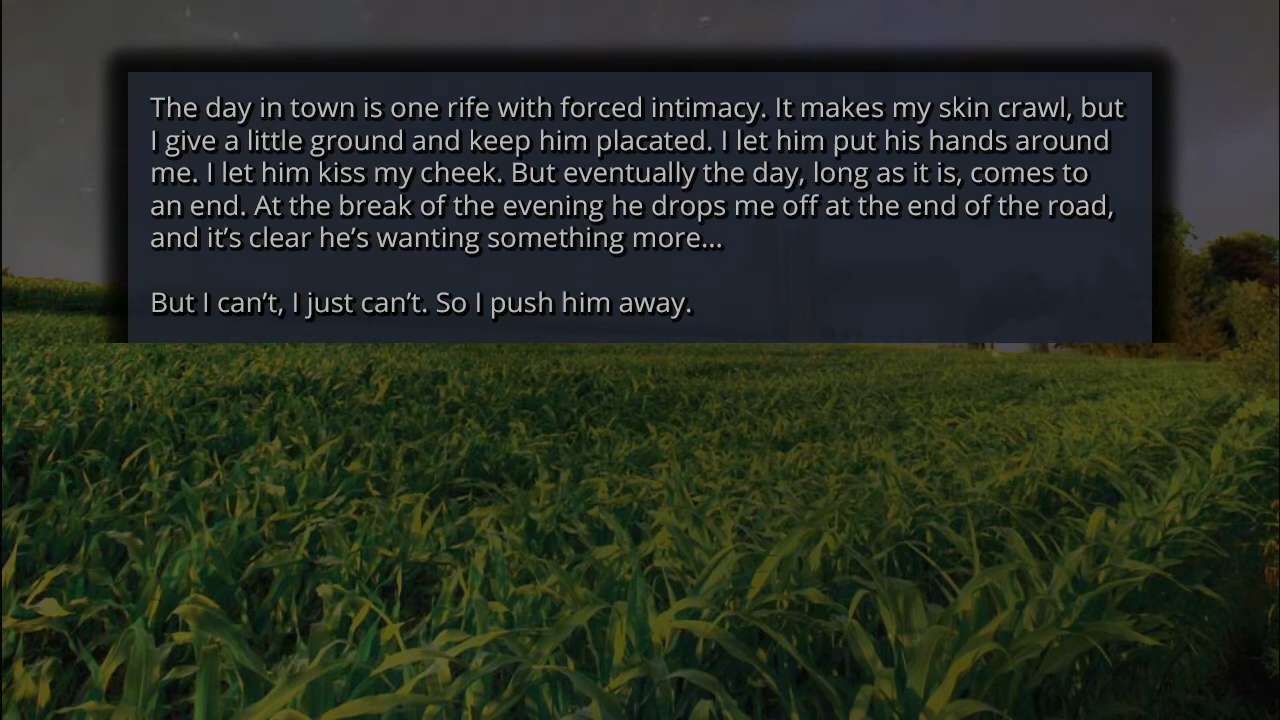 The day in town is one rife with forced intimacy. It makes my skin crawl, but
I give a little ground and keep him placated. I let him put his hands around
me. I let him kiss my cheek. But eventually the day, long as it is, comes to
an end. At the break of the evening he drops me off at the end of the road,
and it’s clear he’s wanting something more...
But I can’t, I just can’t. So I push him away.